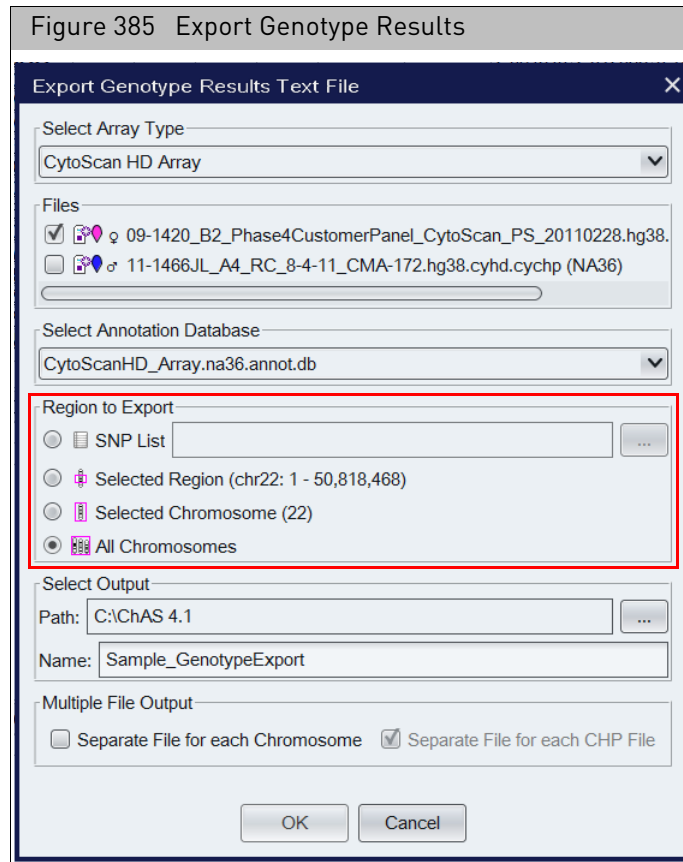 Figure 385 Export Genotype Results
Export Genotype Results Text File
Select Array Type
CytoScan HD Array
Files
♀ 09-1420_B2_Phase4CustomerPanel_CytoScan_PS_20110228.hg38.
♂ 11-1466JL_A4_RC_8-4-11_CMA-172.hg38.cyhd.cychp (NA36)
Select Annotation Database
CytoScanHD_Array.na36.annot.db
Region to Export
SNP List ...
Selected Region (chr22: 1 - 50,818,468)
Selected Chromosome (22)
All Chromosomes
Select Output
Path: C:\ChAS 4.1 ...
Name: Sample_GenotypeExport
Multiple File Output
Separate File for each Chromosome Separate File for each CHP File
OK Cancel